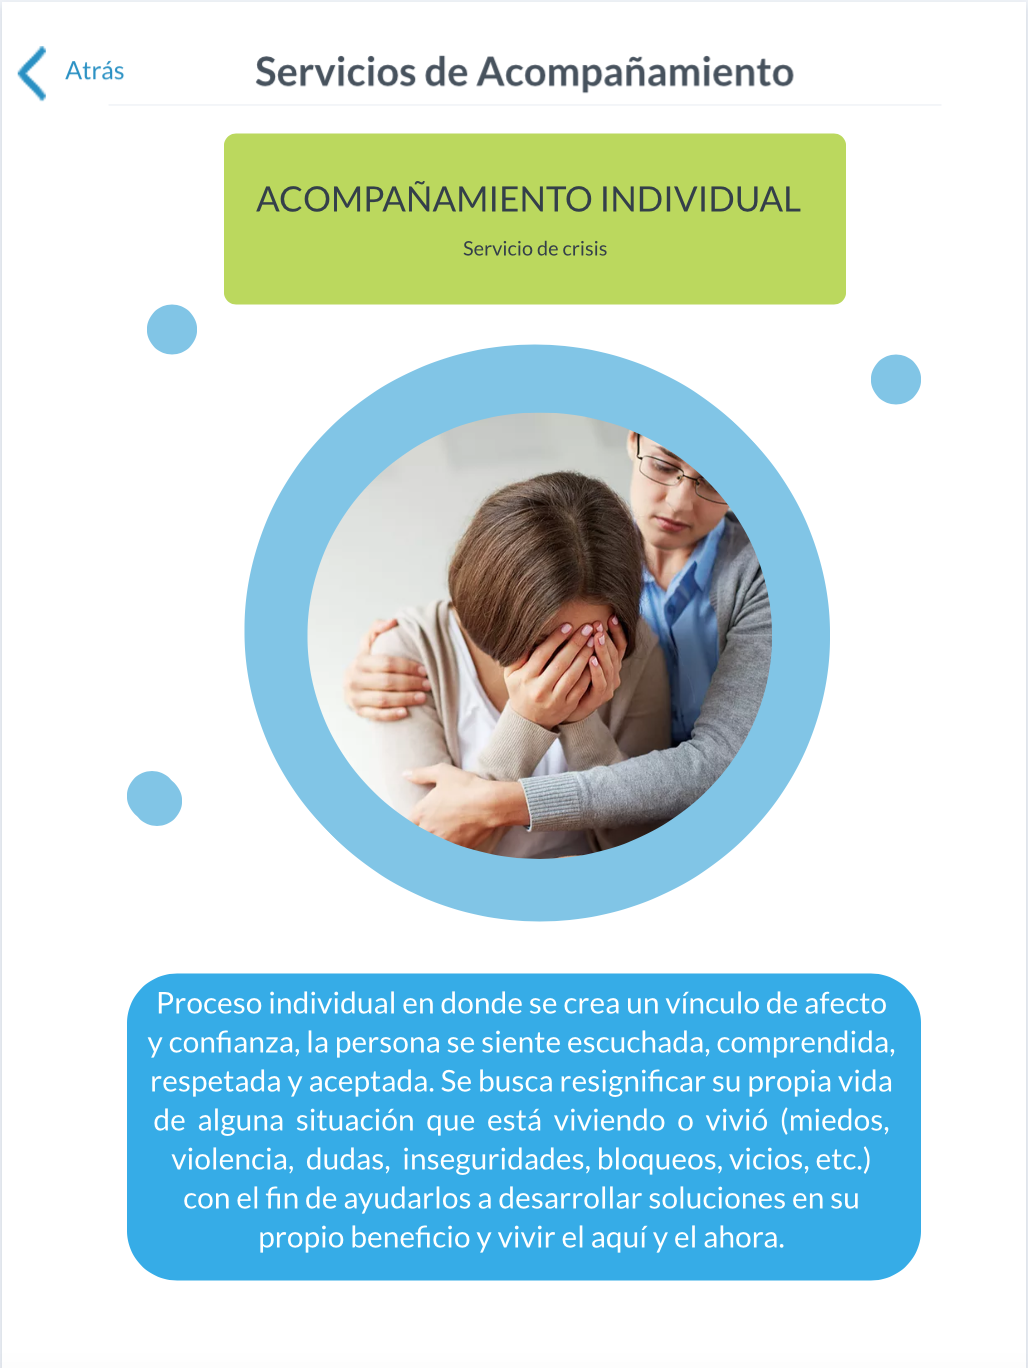 Atrás
Servicios de Acompañamiento
ACOMPAÑAMIENTO INDIVIDUAL
Servicio de crisis
Proceso individual en donde se crea un vínculo de afecto
y confianza, la persona se siente escuchada, comprendida,
respetada y aceptada. Se busca resignificar su propia vida
de alguna situación que está viviendo o vivió (miedos,
violencia, dudas, inseguridades, bloqueos, vicios, etc.)
con el fin de ayudarlos a desarrollar soluciones en su
propio beneficio y vivir el aquí y el ahora.